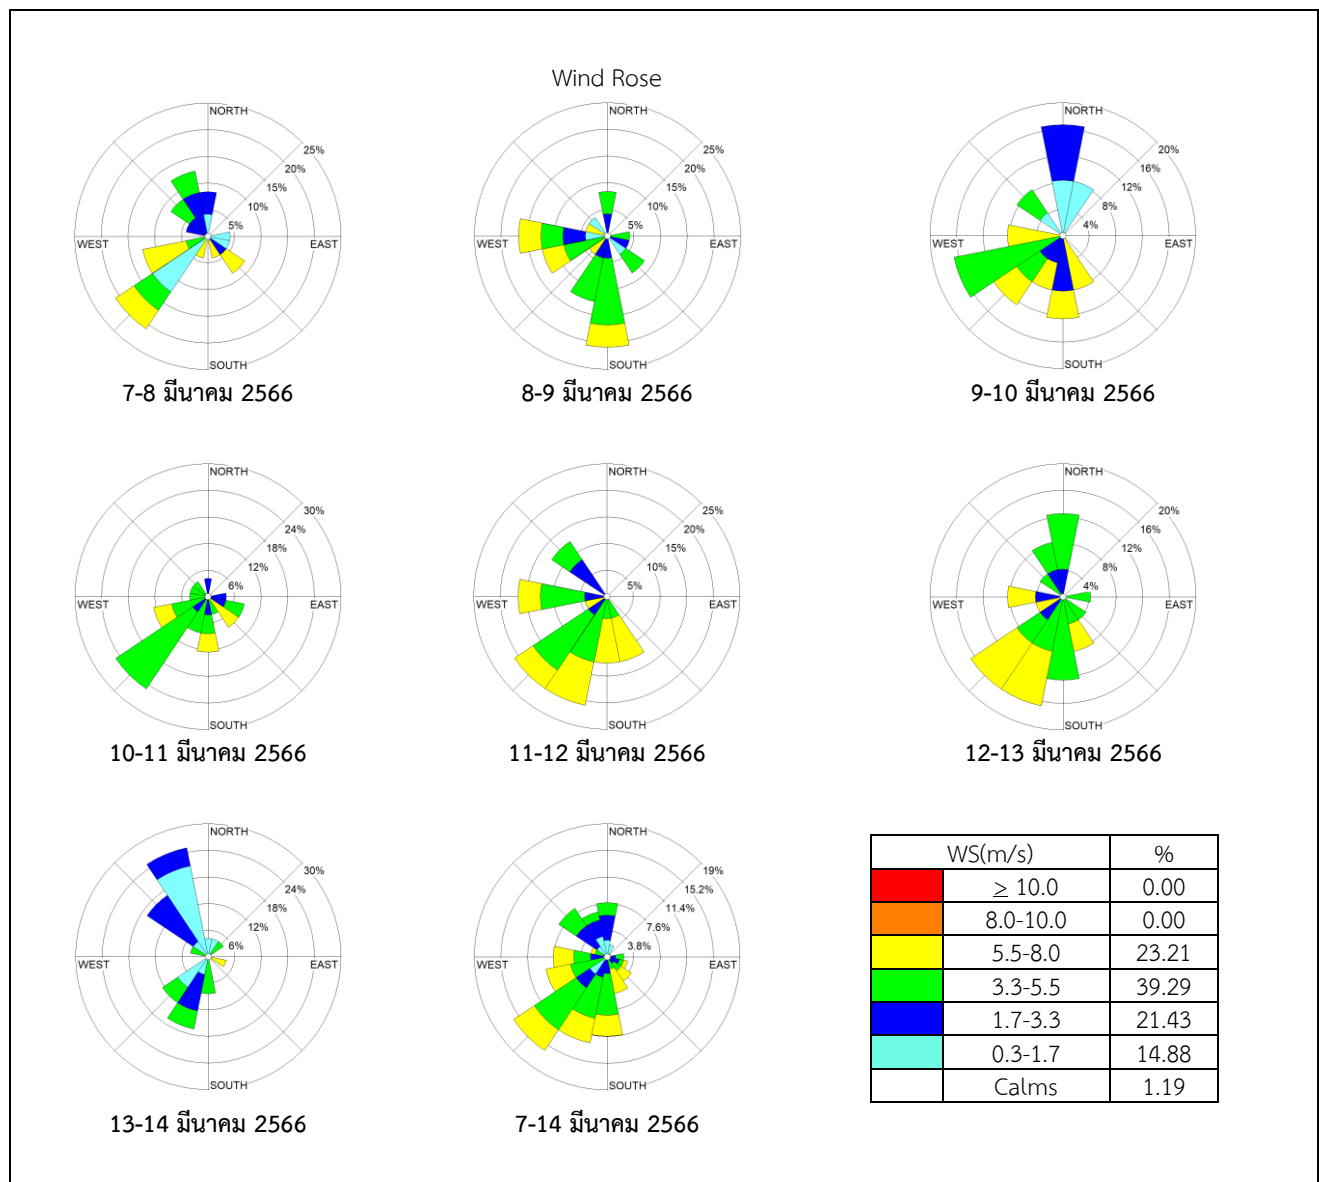 Wind Rose
NORTH
25%
20%
15%
10%
5%
WEST
EAST
SOUTH
7-8 มีนาคม 2566
NORTH
25%
20%
15%
10%
5%
WEST
EAST
SOUTH
8-9 มีนาคม 2566
NORTH
20%
16%
12%
8%
4%
WEST
EAST
SOUTH
9-10 มีนาคม 2566
NORTH
30%
24%
18%
12%
6%
WEST
EAST
SOUTH
10-11 มีนาคม 2566
NORTH
25%
20%
15%
10%
5%
WEST
EAST
SOUTH
11-12 มีนาคม 2566
NORTH
20%
16%
12%
8%
4%
WEST
EAST
SOUTH
12-13 มีนาคม 2566
NORTH
30%
24%
18%
12%
6%
WEST
EAST
SOUTH
13-14 มีนาคม 2566
NORTH
19%
15.2%
11.4%
7.6%
3.8%
WEST
EAST
SOUTH
7-14 มีนาคม 2566
WS(m/s) %
≥ 10.0 0.00
8.0-10.0 0.00
5.5-8.0 23.21
3.3-5.5 39.29
1.7-3.3 21.43
0.3-1.7 14.88
Calms 1.19